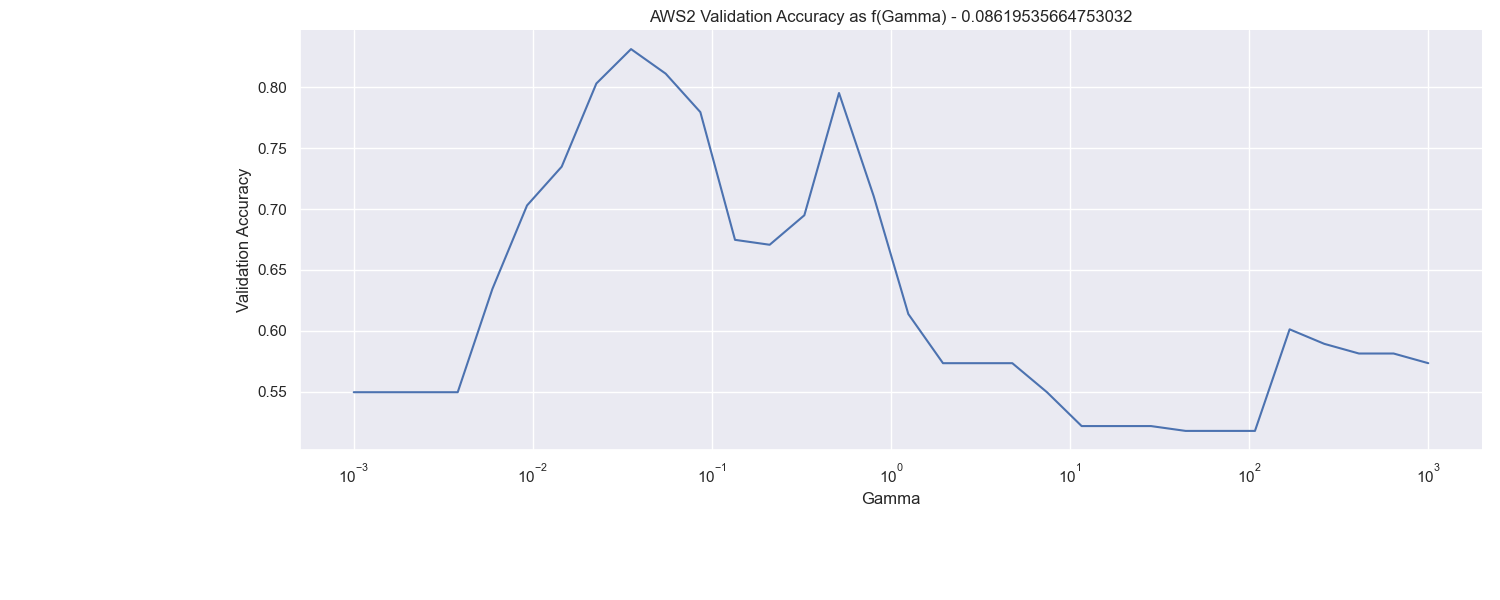 AWS2 Validation Accuracy as f(Gamma) - 0.08619535664753032
0.80
0.75
0.70
0.65
0.60
0.55
Validation Accuracy
10⁻³ 10⁻² 10⁻¹ 10⁰ 10¹ 10² 10³
Gamma